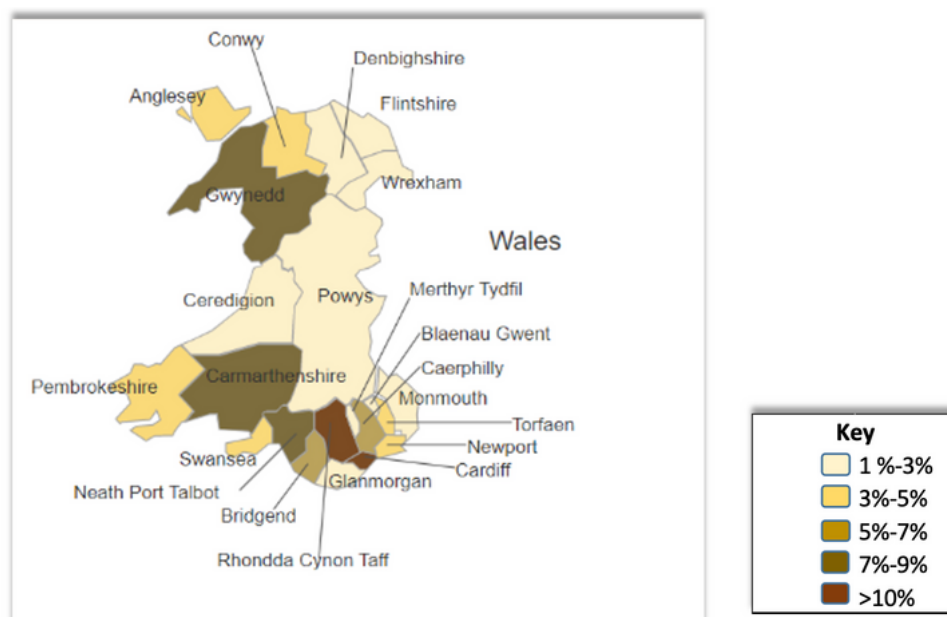 Conwy
Denbighshire
Anglesey
Flintshire
Wrexham
Gwynedd
Wales
Merthyr Tydfil
Ceredigion
Powys
Blaenau Gwent
Caerphilly
Carmarthenshire
Pembrokeshire
Monmouth
Torfaen
Newport
Swansea
Cardiff
Glanmorgan
Neath Port Talbot
Bridgend
Rhondda Cynon Taff
Key
1 %-3%
3%-5%
5%-7%
7%-9%
>10%